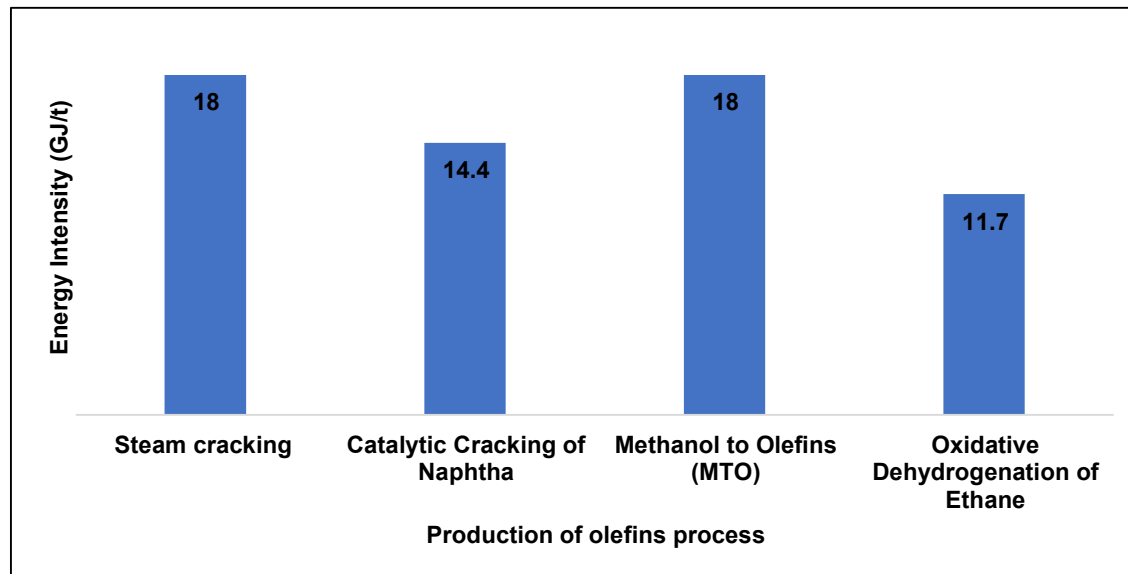 Energy Intensity (GJ/t)
18
14.4
18
11.7
Steam cracking
Catalytic Cracking of
Naphtha
Methanol to Olefins
(MTO)
Oxidative
Dehydrogenation of
Ethane
Production of olefins process